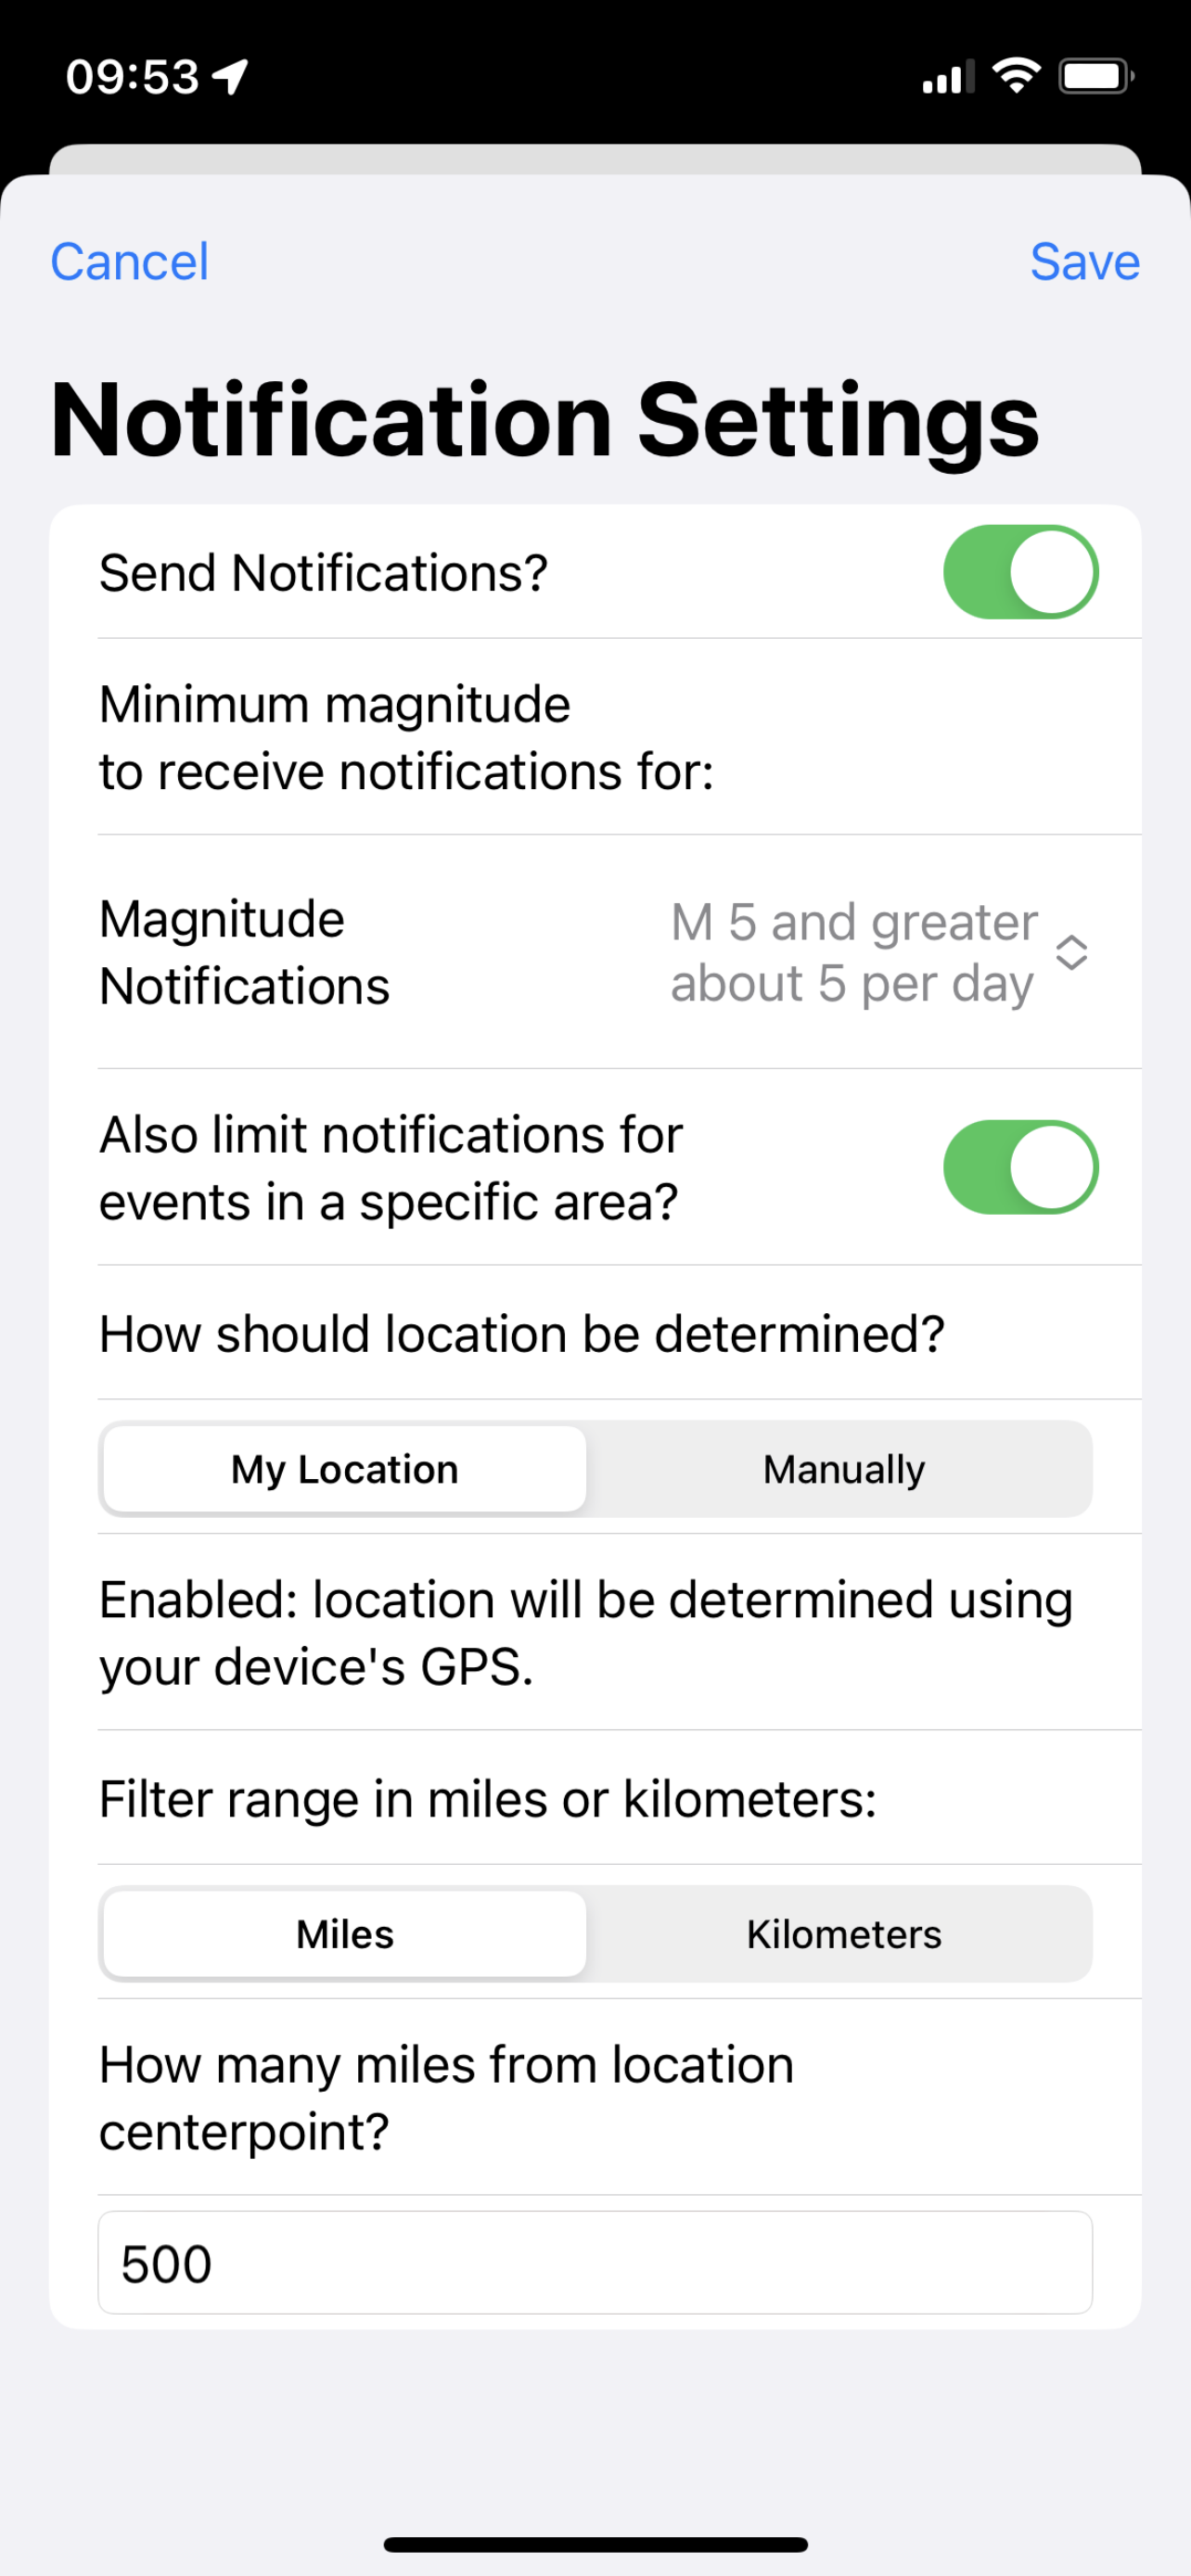 09:53
Cancel
Save
Notification Settings
Send Notifications?
Minimum magnitude
to receive notifications for:
Magnitude
Notifications
M 5 and greater
about 5 per day
Also limit notifications for
events in a specific area?
How should location be determined?
My Location
Manually
Enabled: location will be determined using
your device's GPS.
Filter range in miles or kilometers:
Miles
Kilometers
How many miles from location
centerpoint?
500